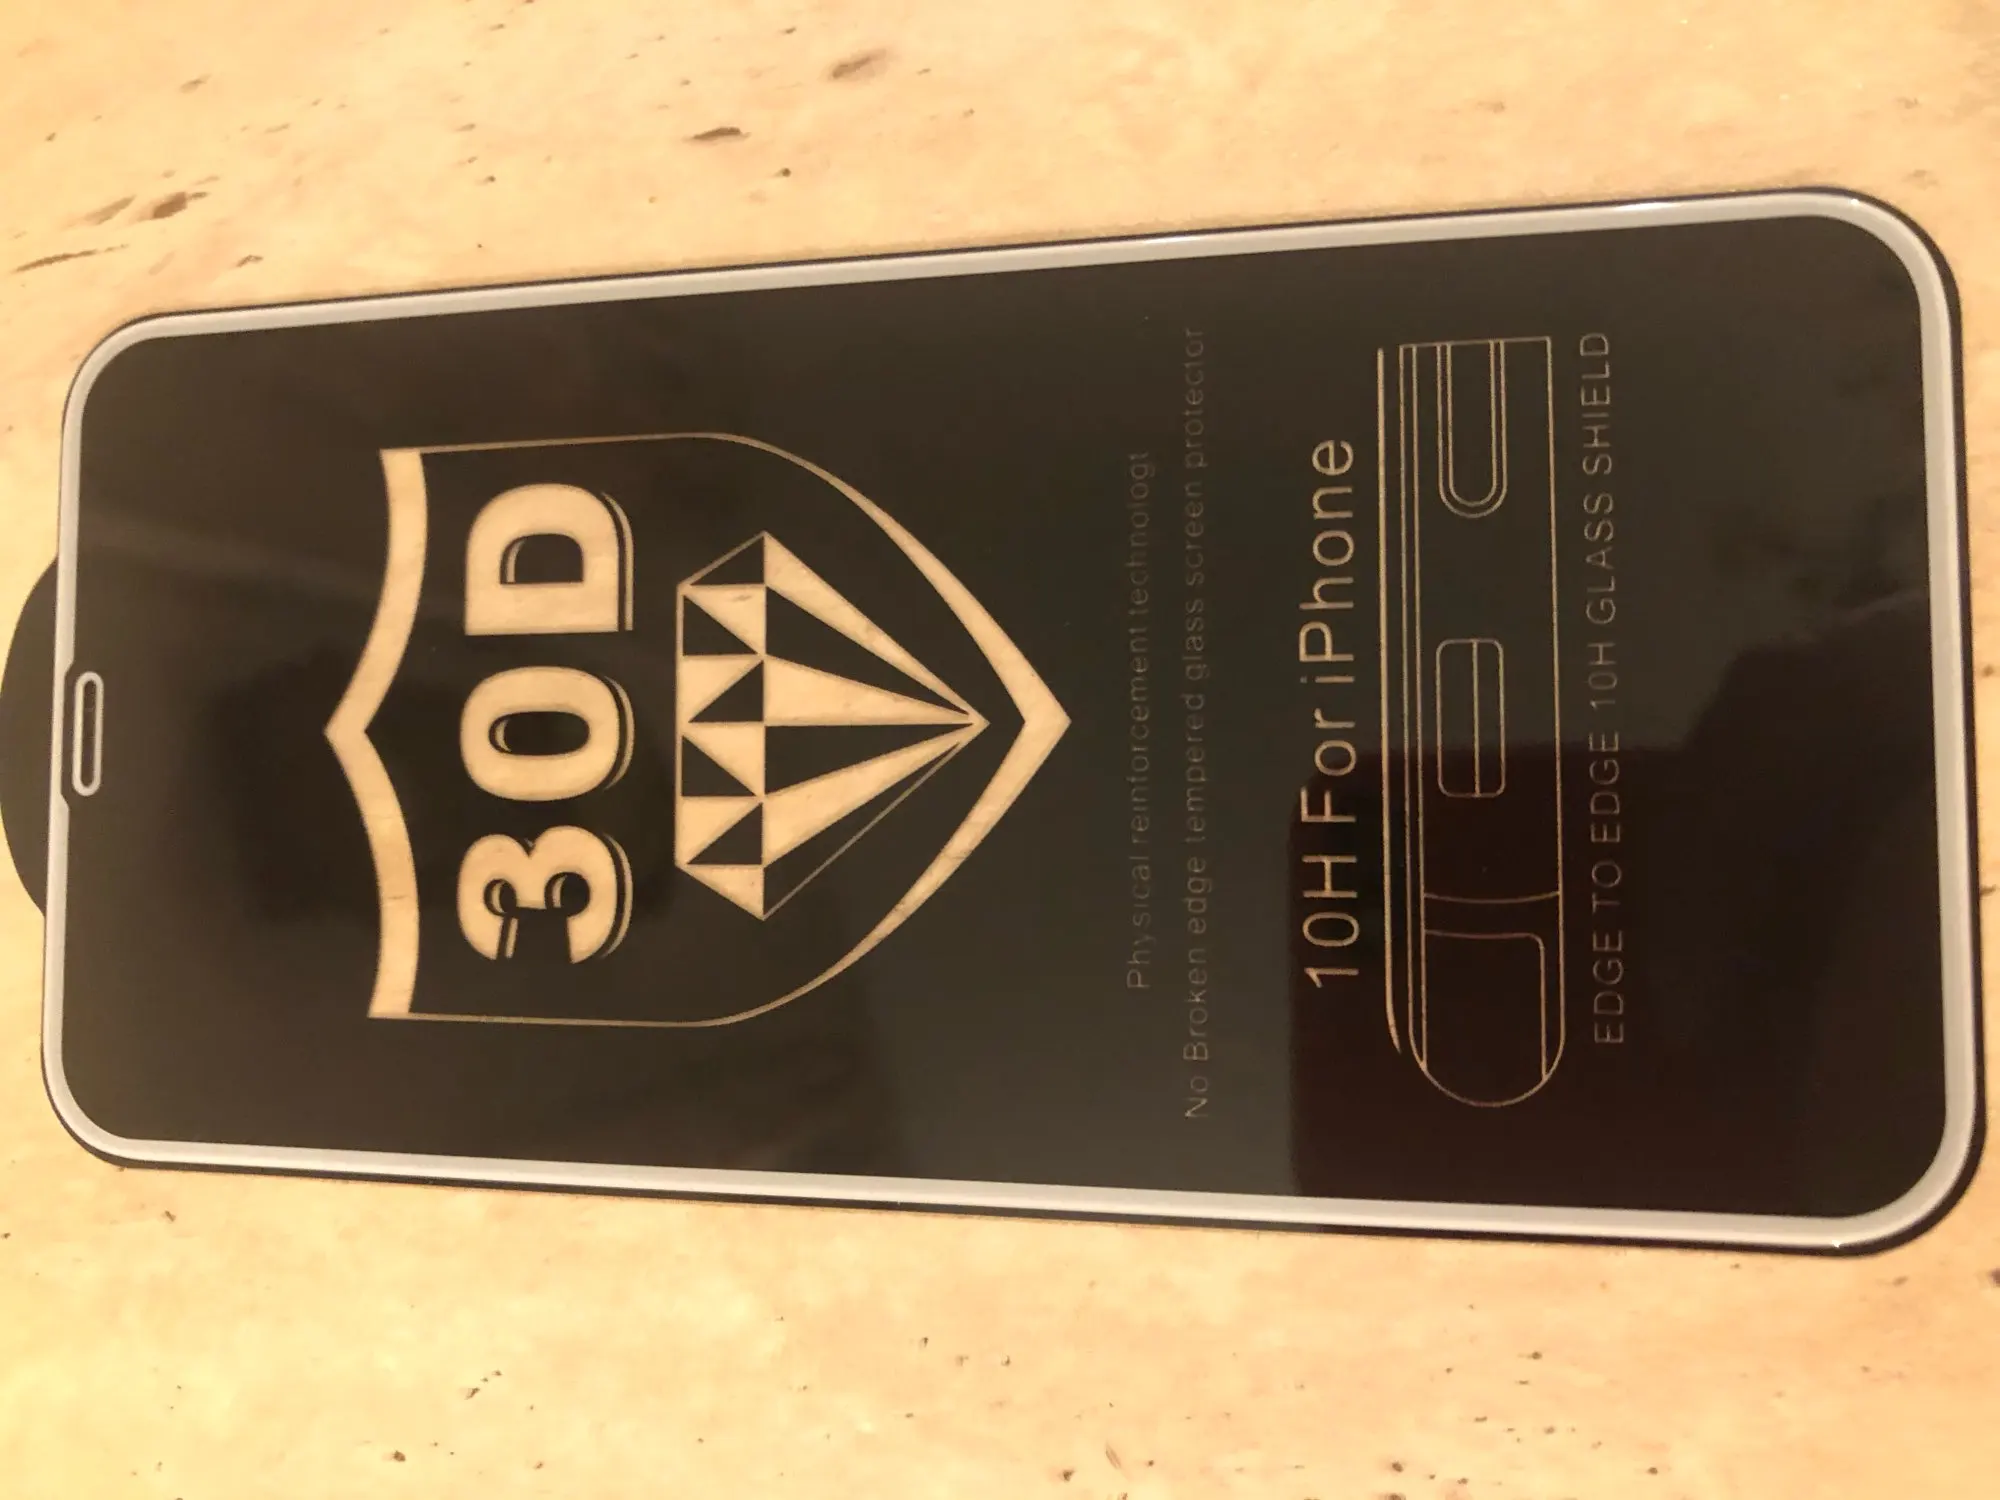 30D
Physical reinforcement technologt
No Broken edge tempered glass screen protector
10H For iPhone
EDGE TO EDGE 10H GLASS SHIELD